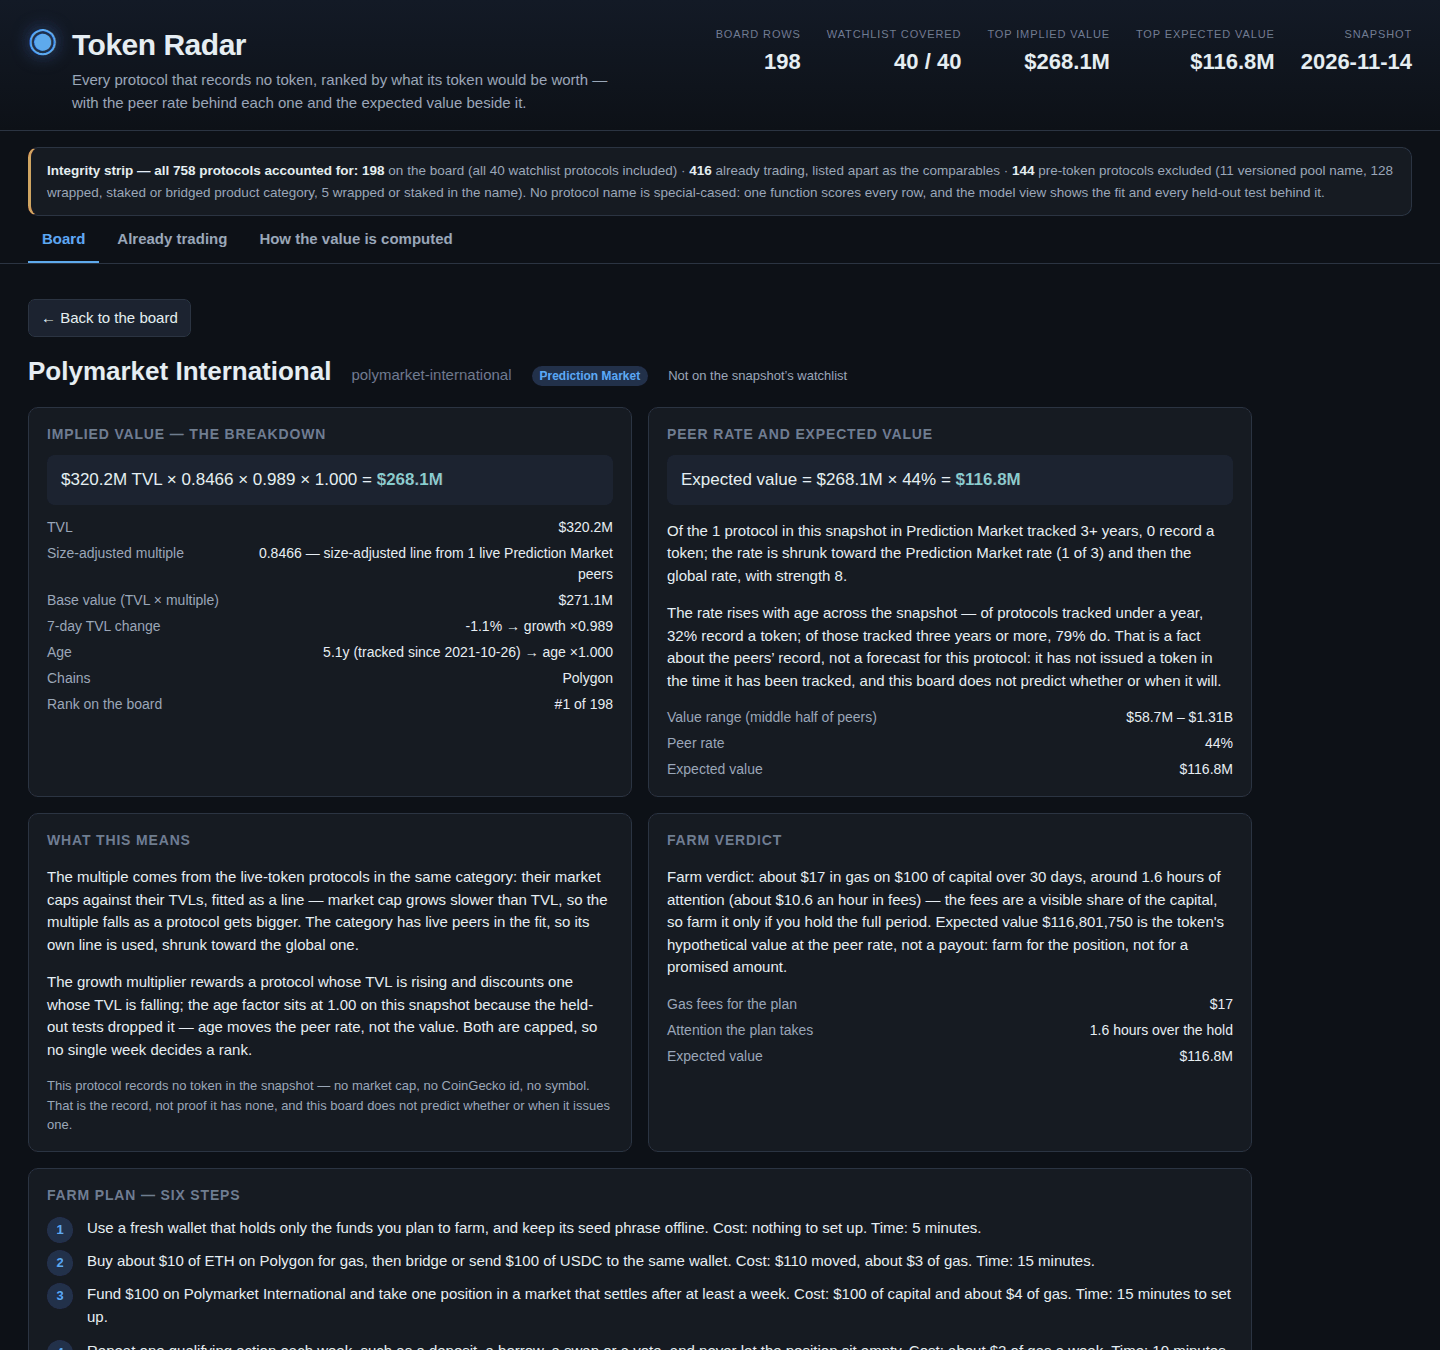 Token Radar
Every protocol that records no token, ranked by what its token would be worth —
with the peer rate behind each one and the expected value beside it.
BOARD ROWS
198
WATCHLIST COVERED
40 / 40
TOP IMPLIED VALUE
$268.1M
TOP EXPECTED VALUE
$116.8M
SNAPSHOT
2026-11-14
Integrity strip — all 758 protocols accounted for: 198 on the board (all 40 watchlist protocols included) · 416 already trading, listed apart as the comparables · 144 pre-token protocols excluded (11 versioned pool name, 128
wrapped, staked or bridged product category, 5 wrapped or staked in the name). No protocol name is special-cased: one function scores every row, and the model view shows the fit and every held-out test behind it.
Board
Already trading
How the value is computed
← Back to the board
Polymarket International polymarket-international Prediction Market Not on the snapshot's watchlist
IMPLIED VALUE — THE BREAKDOWN
$320.2M TVL × 0.8466 × 0.989 × 1.000 = $268.1M
TVL $320.2M
Size-adjusted multiple 0.8466 — size-adjusted line from 1 live Prediction Market
peers
Base value (TVL × multiple) $271.1M
7-day TVL change -1.1% → growth ×0.989
Age 5.1y (tracked since 2021-10-26) → age ×1.000
Chains Polygon
Rank on the board #1 of 198
PEER RATE AND EXPECTED VALUE
Expected value = $268.1M × 44% = $116.8M
Of the 1 protocol in this snapshot in Prediction Market tracked 3+ years, 0 record a
token; the rate is shrunk toward the Prediction Market rate (1 of 3) and then the
global rate, with strength 8.
The rate rises with age across the snapshot — of protocols tracked under a year,
32% record a token; of those tracked three years or more, 79% do. That is a fact
about the peers' record, not a forecast for this protocol: it has not issued a token in
the time it has been tracked, and this board does not predict whether or when it will.
Value range (middle half of peers) $58.7M – $1.31B
Peer rate 44%
Expected value $116.8M
WHAT THIS MEANS
The multiple comes from the live-token protocols in the same category: their market
caps against their TVLs, fitted as a line — market cap grows slower than TVL, so the
multiple falls as a protocol gets bigger. The category has live peers in the fit, so its
own line is used, shrunk toward the global one.
The growth multiplier rewards a protocol whose TVL is rising and discounts one
whose TVL is falling; the age factor sits at 1.00 on this snapshot because the held-
out tests dropped it — age moves the peer rate, not the value. Both are capped, so
no single week decides a rank.
This protocol records no token in the snapshot — no market cap, no CoinGecko id, no symbol.
That is the record, not proof it has none, and this board does not predict whether or when it issues
one.
FARM VERDICT
Farm verdict: about $17 in gas on $100 of capital over 30 days, around 1.6 hours of
attention (about $10.6 an hour in fees) — the fees are a visible share of the capital,
so farm it only if you hold the full period. Expected value $116,801,750 is the token's
hypothetical value at the peer rate, not a payout: farm for the position, not for a
promised amount.
Gas fees for the plan $17
Attention the plan takes 1.6 hours over the hold
Expected value $116.8M
FARM PLAN — SIX STEPS
1 Use a fresh wallet that holds only the funds you plan to farm, and keep its seed phrase offline. Cost: nothing to set up. Time: 5 minutes.
2 Buy about $10 of ETH on Polygon for gas, then bridge or send $100 of USDC to the same wallet. Cost: $110 moved, about $3 of gas. Time: 15 minutes.
3 Fund $100 on Polymarket International and take one position in a market that settles after at least a week. Cost: $100 of capital and about $4 of gas. Time: 15 minutes to set
up.